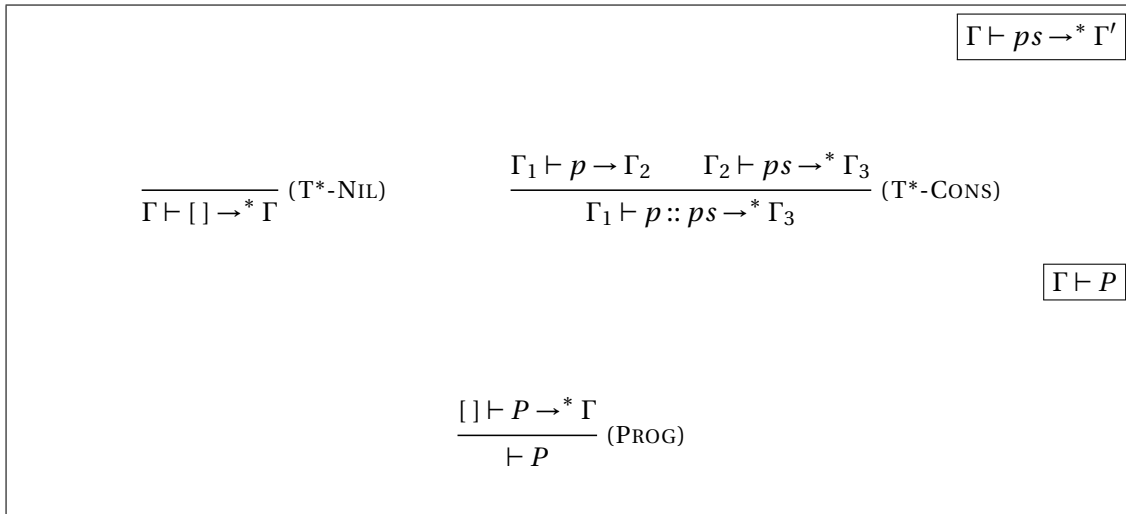 Γ ⊢ ps →* Γ′
Γ ⊢ [ ] →* Γ (T*-NIL)
Γ₁ ⊢ p → Γ₂ Γ₂ ⊢ ps →* Γ₃
Γ₁ ⊢ p :: ps →* Γ₃ (T*-CONS)
Γ ⊢ P
[ ] ⊢ P →* Γ
⊢ P (PROG)